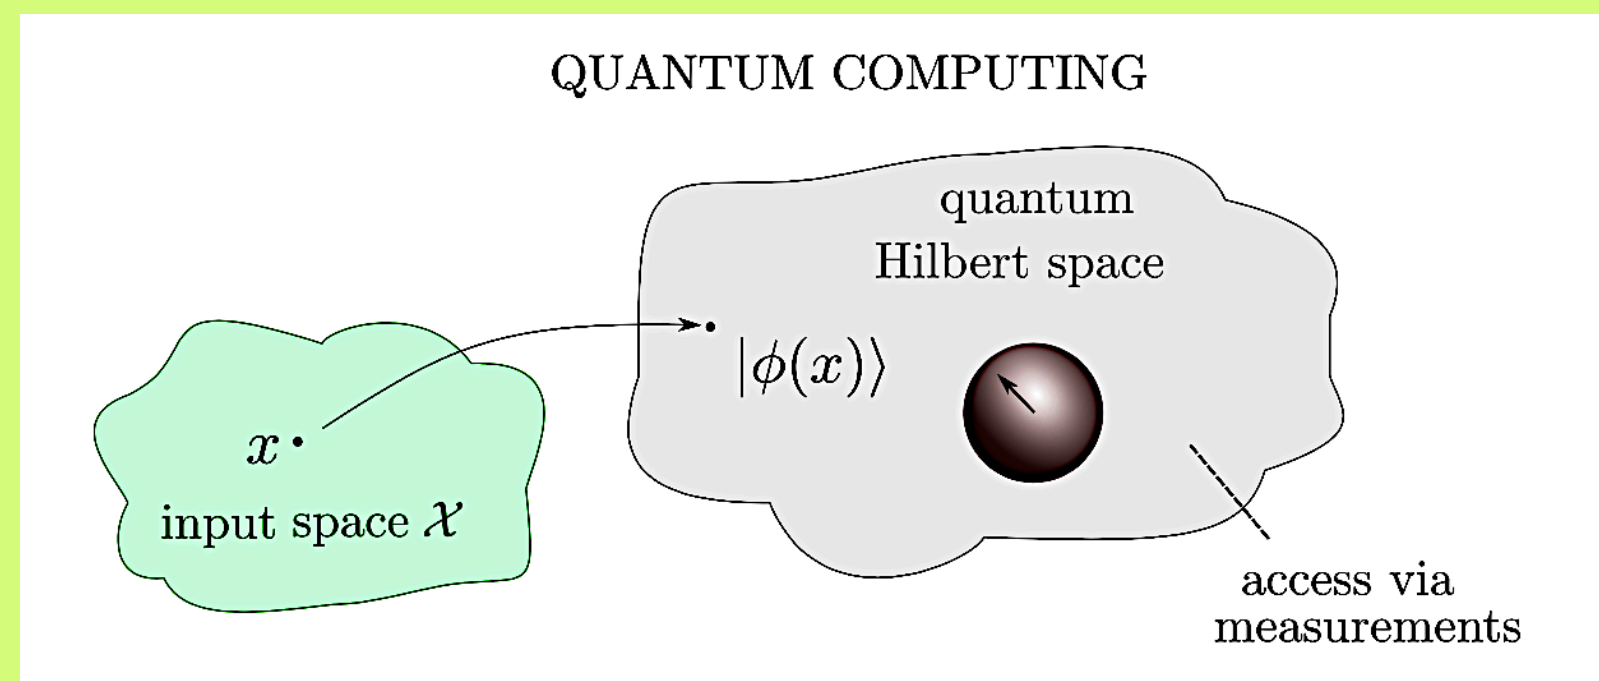 QUANTUM COMPUTING
quantum
Hilbert space
|ϕ(x)⟩
x
input space 𝒳
access via
measurements